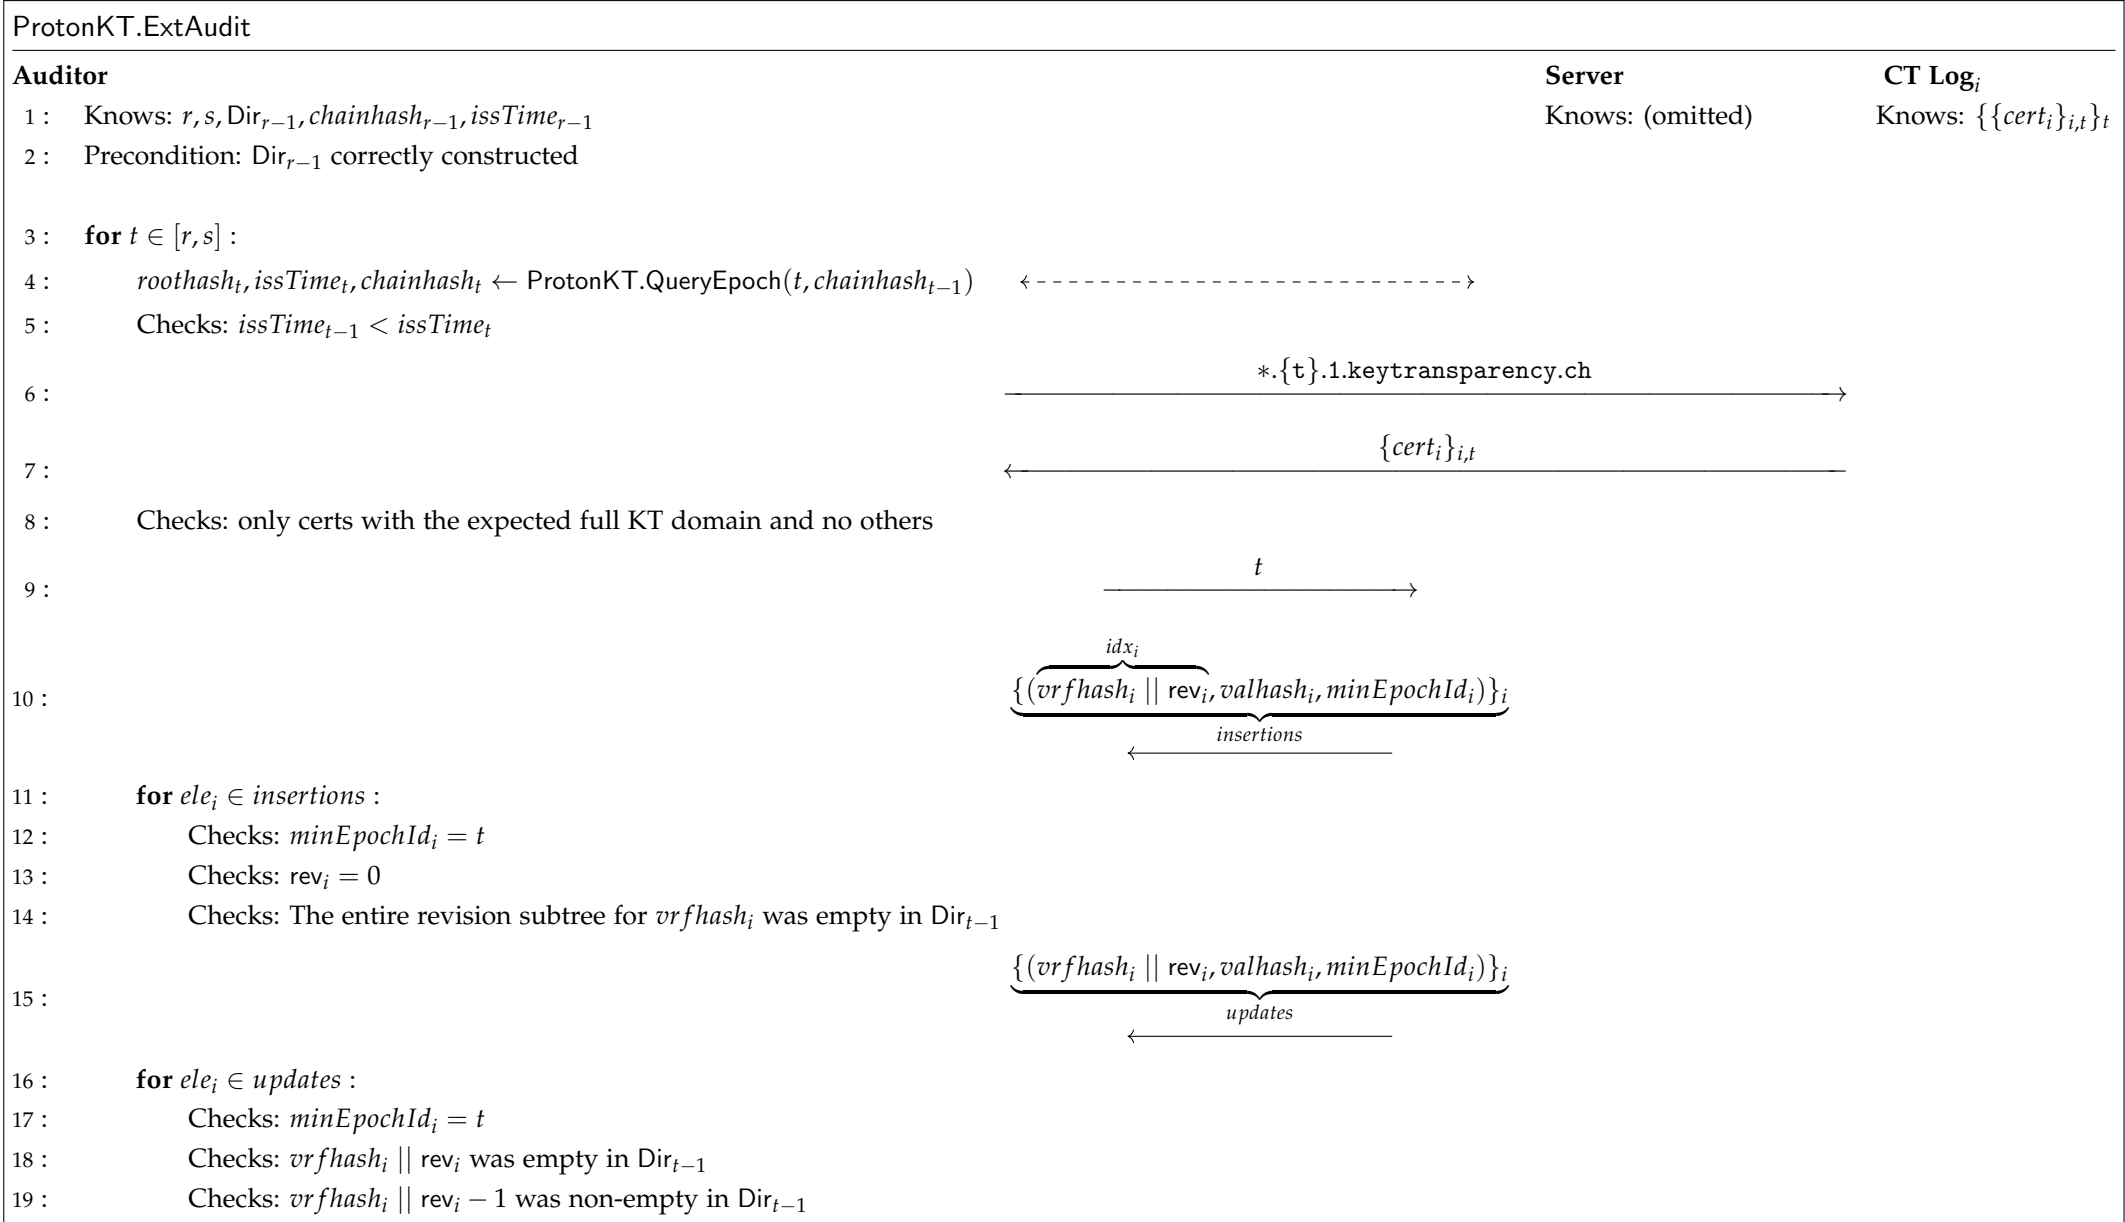 ProtonKT.ExtAudit
Auditor Server CT Log_i
1 : Knows: r, s, Dir_{r−1}, chainhash_{r−1}, issTime_{r−1} Knows: (omitted) Knows: {{cert_i}_{i,t}}_t
2 : Precondition: Dir_{r−1} correctly constructed
3 : for t ∈ [r, s] :
4 : roothash_t, issTime_t, chainhash_t ← ProtonKT.QueryEpoch(t, chainhash_{t−1})
5 : Checks: issTime_{t−1} < issTime_t
*.{t}.1.keytransparency.ch
6 :
{cert_i}_{i,t}
7 :
8 : Checks: only certs with the expected full KT domain and no others
t
9 :
idx_i
10 : {(vrfhash_i || rev_i, valhash_i, minEpochId_i)}_i
insertions
11 : for ele_i ∈ insertions :
12 : Checks: minEpochId_i = t
13 : Checks: rev_i = 0
14 : Checks: The entire revision subtree for vrfhash_i was empty in Dir_{t−1}
15 : {(vrfhash_i || rev_i, valhash_i, minEpochId_i)}_i
updates
16 : for ele_i ∈ updates :
17 : Checks: minEpochId_i = t
18 : Checks: vrfhash_i || rev_i was empty in Dir_{t−1}
19 : Checks: vrfhash_i || rev_i − 1 was non-empty in Dir_{t−1}